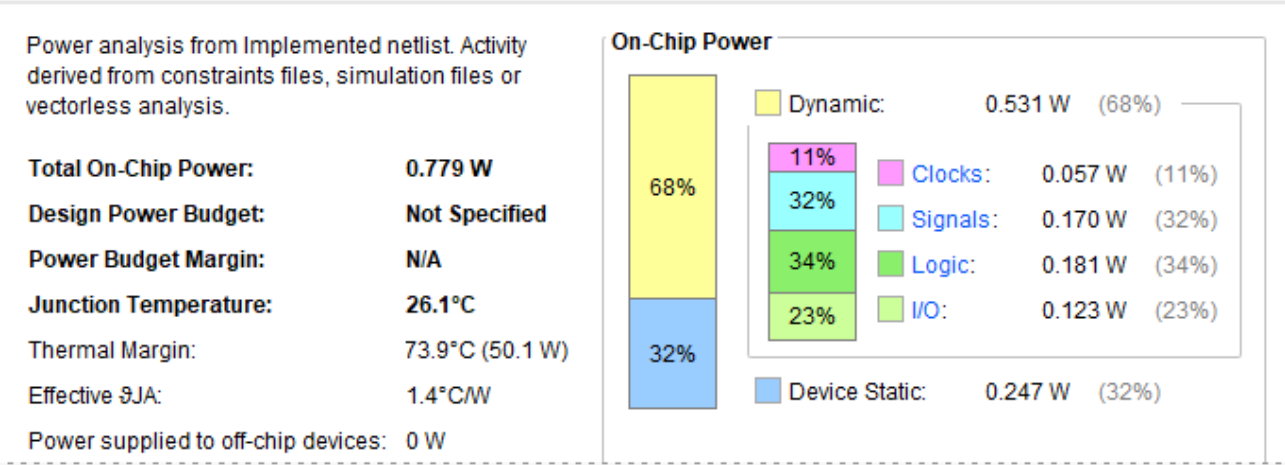 Power analysis from Implemented netlist. Activity
derived from constraints files, simulation files or
vectorless analysis.
Total On-Chip Power: 0.779 W
Design Power Budget: Not Specified
Power Budget Margin: N/A
Junction Temperature: 26.1°C
Thermal Margin: 73.9°C (50.1 W)
Effective ϑJA: 1.4°C/W
Power supplied to off-chip devices: 0 W
On-Chip Power
68%
32%
Dynamic: 0.531 W (68%)
11% Clocks: 0.057 W (11%)
32% Signals: 0.170 W (32%)
34% Logic: 0.181 W (34%)
23% I/O: 0.123 W (23%)
Device Static: 0.247 W (32%)